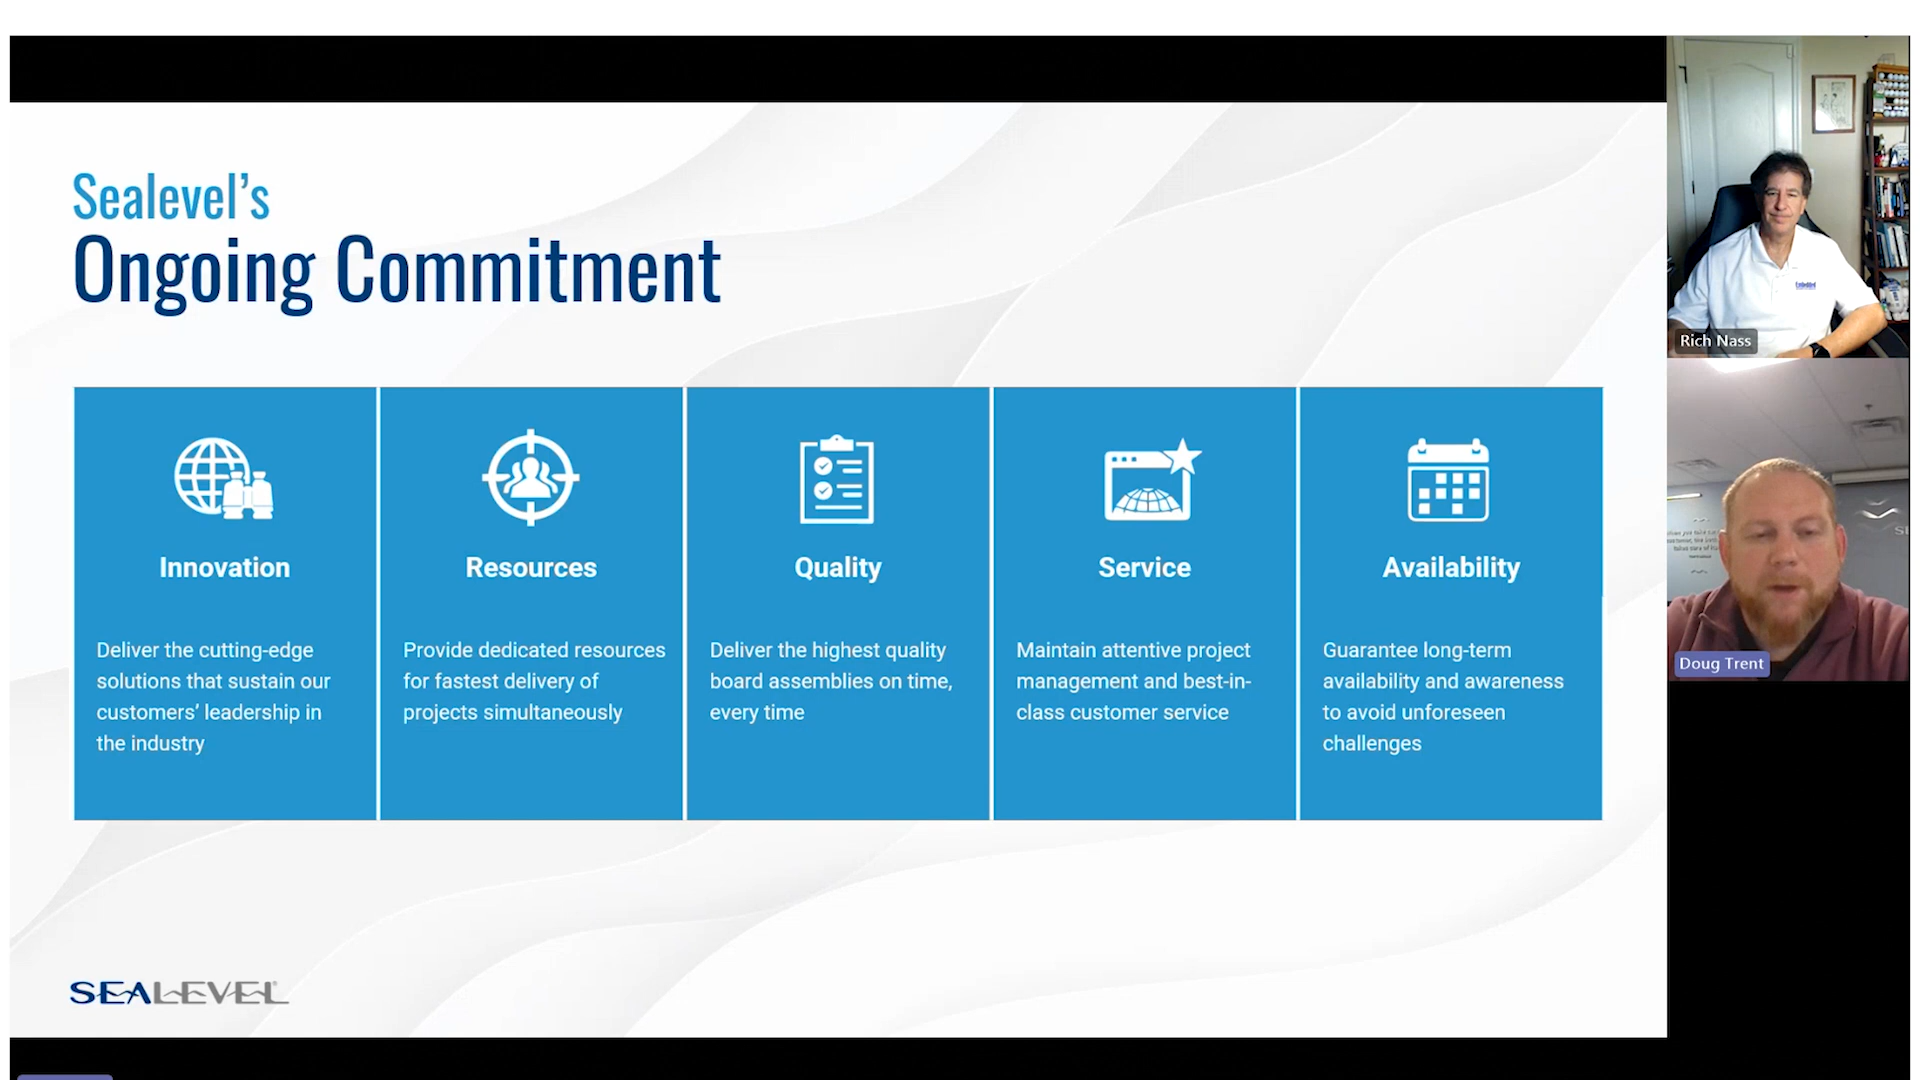 Sealevel’s
Ongoing Commitment
Innovation
Deliver the cutting-edge
solutions that sustain our
customers’ leadership in
the industry
Resources
Provide dedicated resources
for fastest delivery of
projects simultaneously
Quality
Deliver the highest quality
board assemblies on time,
every time
Service
Maintain attentive project
management and best-in-
class customer service
Availability
Guarantee long-term
availability and awareness
to avoid unforeseen
challenges
SEALEVEL
Rich Nass
Doug Trent